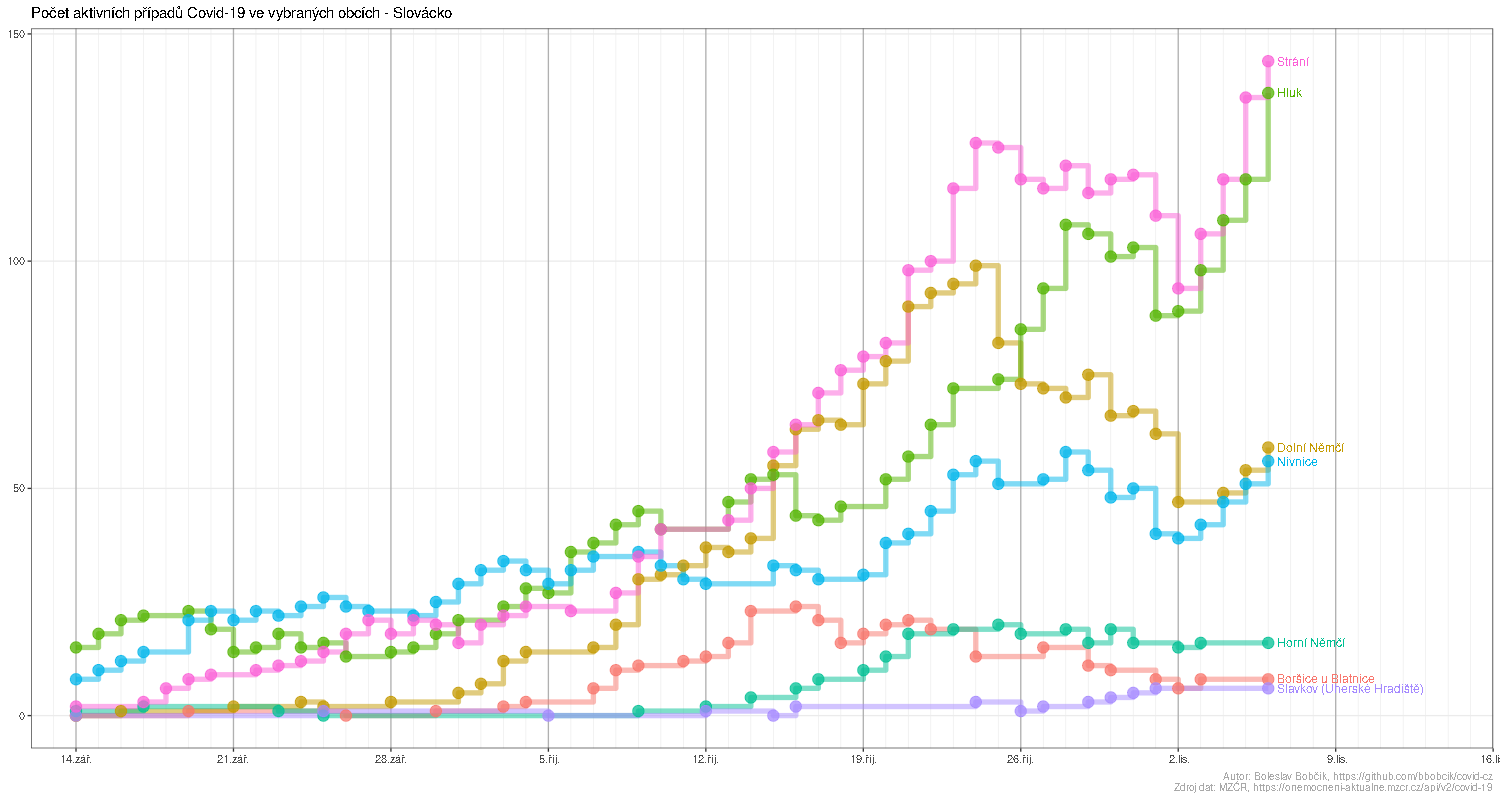 Počet aktivních případů Covid-19 ve vybraných obcích - Slovácko
150
100
50
0
Strání
Hluk
Dolní Němčí
Nivnice
Horní Němčí
Boršice u Blatnice
Slavkov (Uherské Hradiště)
14.zář.
21.zář.
28.zář.
5.říj.
12.říj.
19.říj.
26.říj.
2.lis.
9.lis.
16.li
Autor: Boleslav Bobčík, https://github.com/bbobcik/covid-cz
Zdroj dat: MZČR, https://onemocneni-aktualne.mzcr.cz/api/v2/covid-19